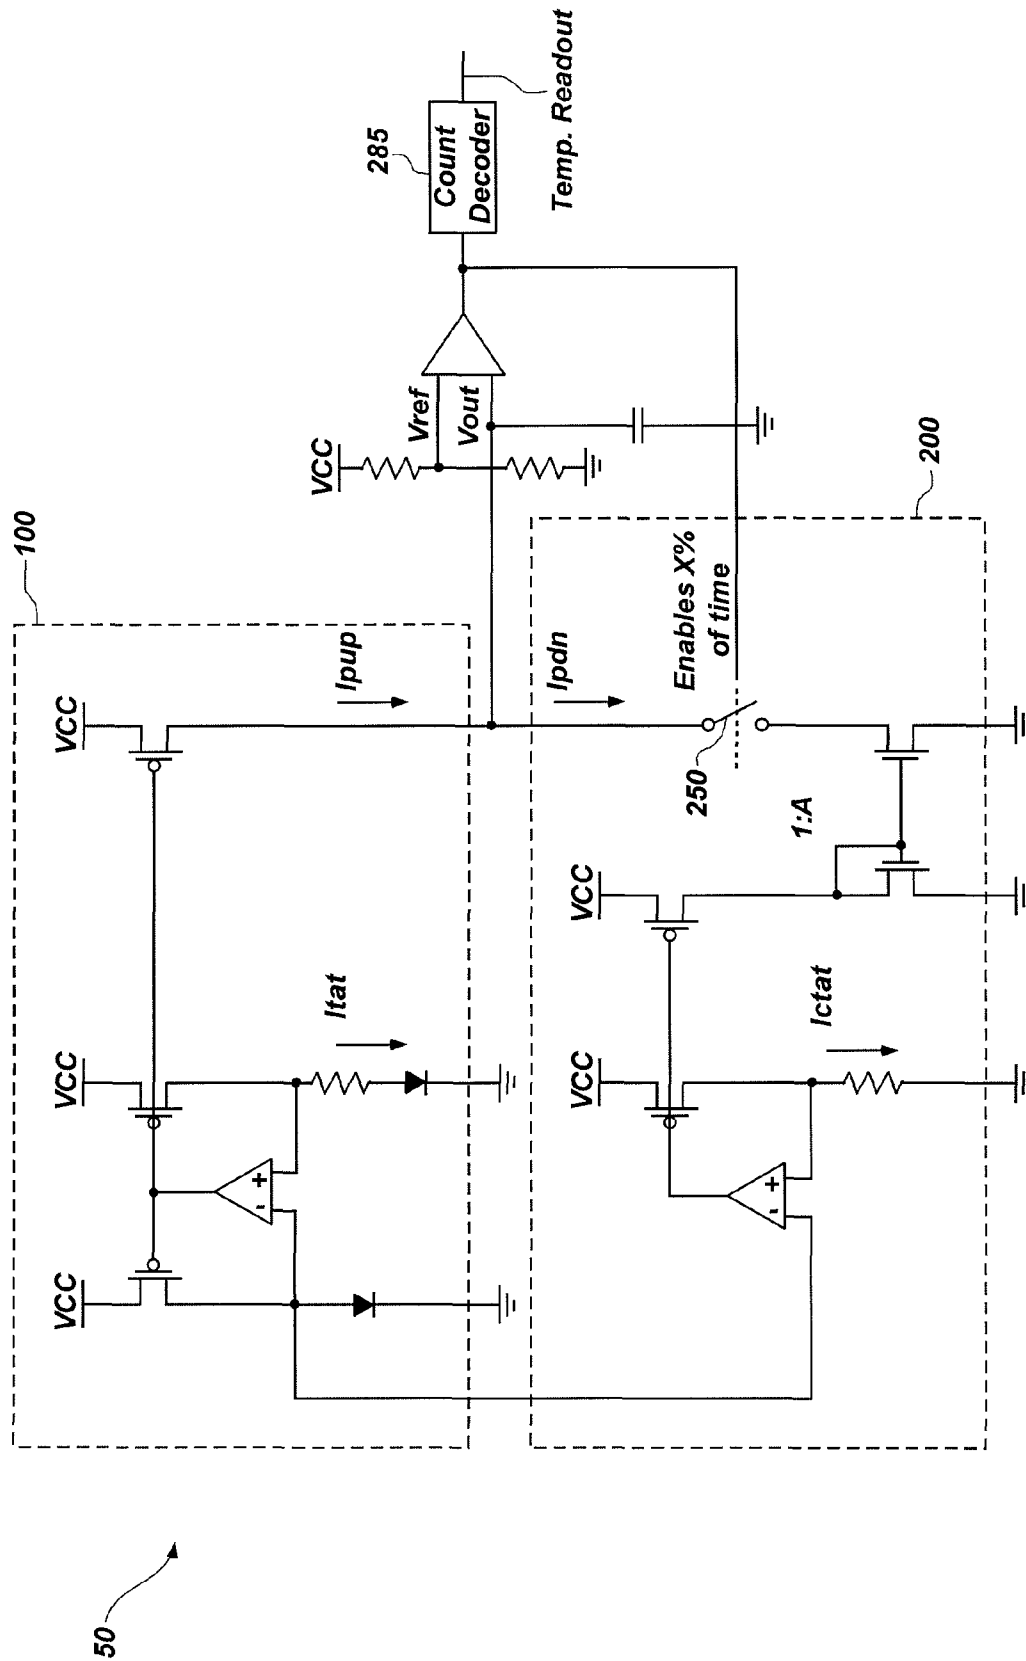 50
100
VCC
VCC
VCC
Itat
Ipup
-
+
VCC
Vref
Vout
285
Count
Decoder
Temp. Readout
200
VCC
VCC
Ictat
-
+
1:A
250
Ipdn
Enables X%
of time